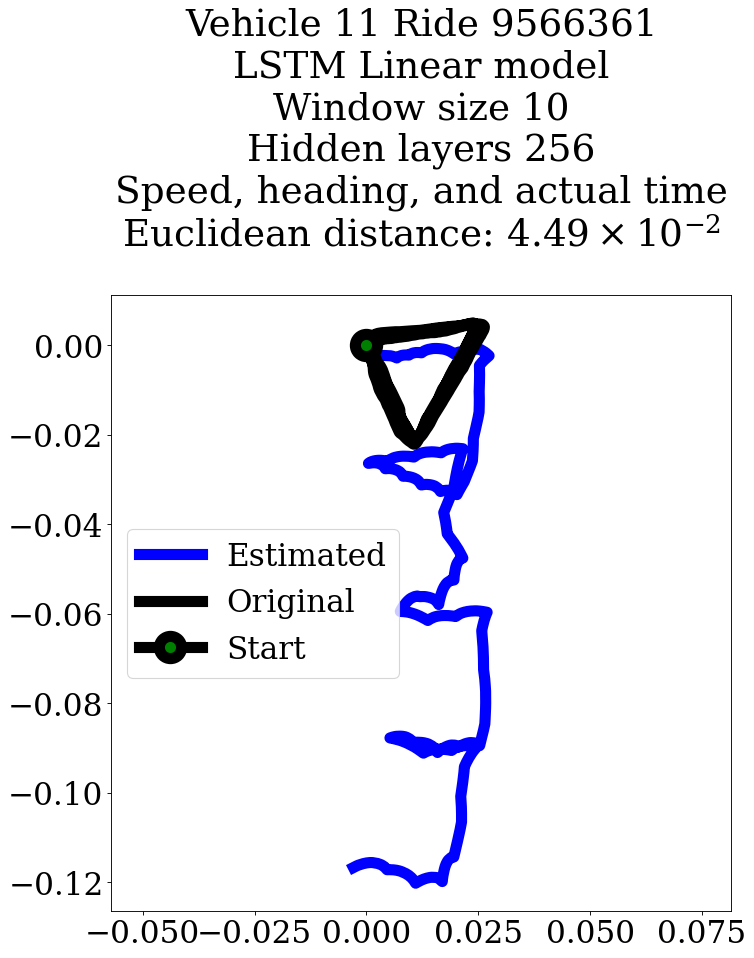 Vehicle 11 Ride 9566361
LSTM Linear model
Window size 10
Hidden layers 256
Speed, heading, and actual time
Euclidean distance: 4.49 × 10⁻²
0.00
−0.02
−0.04
−0.06
−0.08
−0.10
−0.12
Estimated
Original
Start
−0.050 −0.025 0.000 0.025 0.050 0.075